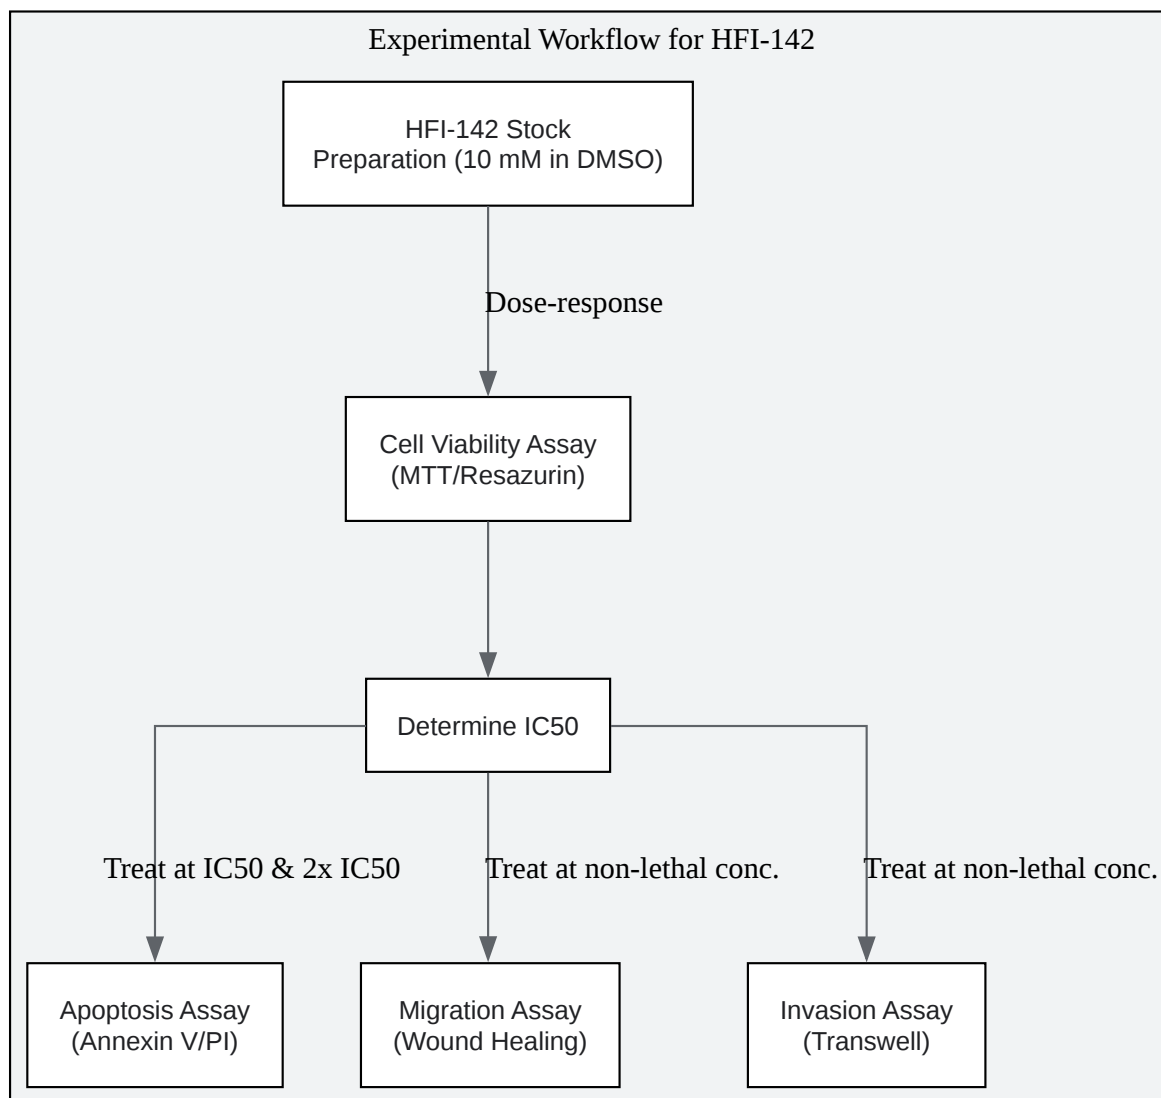 Experimental Workflow for HFI-142
HFI-142 Stock
Preparation (10 mM in DMSO)
Dose-response
Cell Viability Assay
(MTT/Resazurin)
Determine IC50
Treat at IC50 & 2x IC50
Treat at non-lethal conc.
Treat at non-lethal conc.
Apoptosis Assay
(Annexin V/PI)
Migration Assay
(Wound Healing)
Invasion Assay
(Transwell)